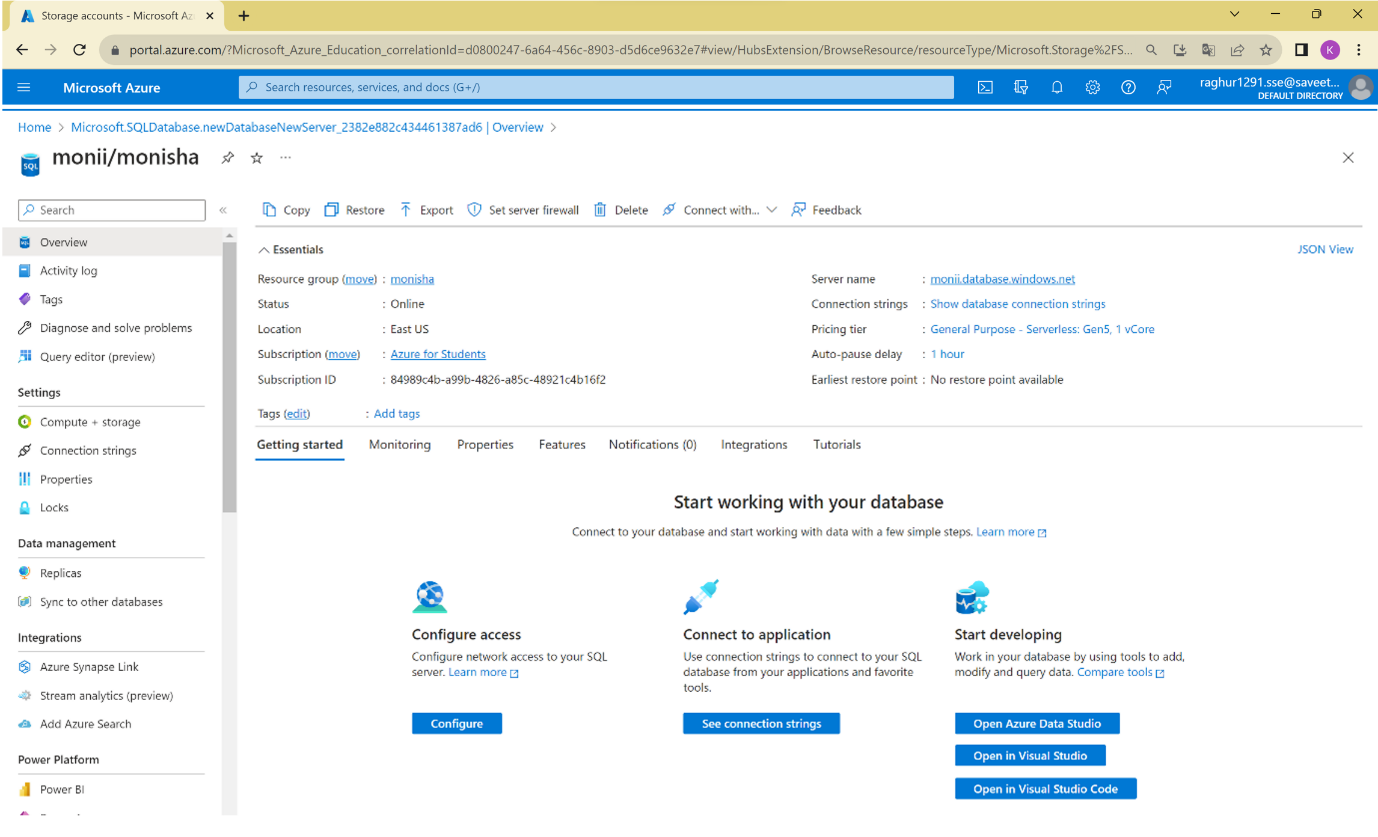 Storage accounts - Microsoft Az
portal.azure.com/?Microsoft_Azure_Education_correlationId=d0800247-6a64-456c-8903-d5d6ce9632e7#view/HubsExtension/BrowseResource/resourceType/Microsoft.Storage%2FS...
K
Microsoft Azure
Search resources, services, and docs (G+/)
raghur1291.sse@saveet...
DEFAULT DIRECTORY
Home > Microsoft.SQLDatabase.newDatabaseNewServer_2382e882c434461387ad6 | Overview >
SQL
monii/monisha
Search
Overview
Activity log
Tags
Diagnose and solve problems
Query editor (preview)
Settings
Compute + storage
Connection strings
Properties
Locks
Data management
Replicas
Sync to other databases
Integrations
Azure Synapse Link
Stream analytics (preview)
Add Azure Search
Power Platform
Power BI
Copy Restore Export Set server firewall Delete Connect with... Feedback
Essentials
JSON View
Resource group (move) : monisha
Status : Online
Location : East US
Subscription (move) : Azure for Students
Subscription ID : 84989c4b-a99b-4826-a85c-48921c4b16f2
Server name : monii.database.windows.net
Connection strings : Show database connection strings
Pricing tier : General Purpose - Serverless: Gen5, 1 vCore
Auto-pause delay : 1 hour
Earliest restore point : No restore point available
Tags (edit) : Add tags
Getting started Monitoring Properties Features Notifications (0) Integrations Tutorials
Start working with your database
Connect to your database and start working with data with a few simple steps. Learn more
Configure access
Configure network access to your SQL
server. Learn more
Configure
Connect to application
Use connection strings to connect to your SQL
database from your applications and favorite
tools.
See connection strings
Start developing
Work in your database by using tools to add,
modify and query data. Compare tools
Open Azure Data Studio
Open in Visual Studio
Open in Visual Studio Code